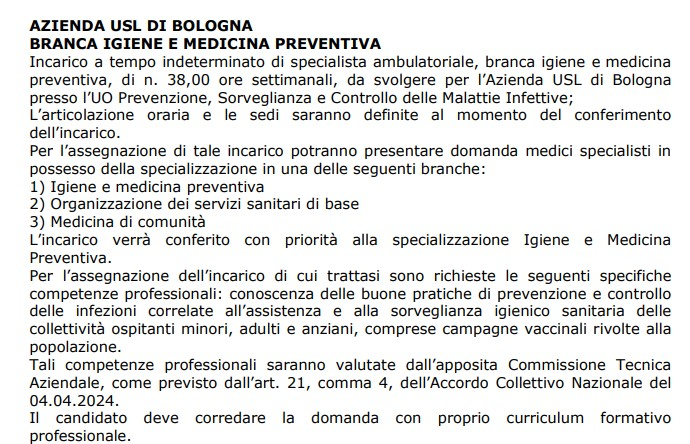 AZIENDA USL DI BOLOGNA
BRANCA IGIENE E MEDICINA PREVENTIVA
Incarico a tempo indeterminato di specialista ambulatoriale, branca igiene e medicina
preventiva, di n. 38,00 ore settimanali, da svolgere per l’Azienda USL di Bologna
presso l’UO Prevenzione, Sorveglianza e Controllo delle Malattie Infettive;
L’articolazione oraria e le sedi saranno definite al momento del conferimento
dell’incarico.
Per l’assegnazione di tale incarico potranno presentare domanda medici specialisti in
possesso della specializzazione in una delle seguenti branche:
1) Igiene e medicina preventiva
2) Organizzazione dei servizi sanitari di base
3) Medicina di comunità
L’incarico verrà conferito con priorità alla specializzazione Igiene e Medicina
Preventiva.
Per l’assegnazione dell’incarico di cui trattasi sono richieste le seguenti specifiche
competenze professionali: conoscenza delle buone pratiche di prevenzione e controllo
delle infezioni correlate all’assistenza e alla sorveglianza igienico sanitaria delle
collettività ospitanti minori, adulti e anziani, comprese campagne vaccinali rivolte alla
popolazione.
Tali competenze professionali saranno valutate dall’apposita Commissione Tecnica
Aziendale, come previsto dall’art. 21, comma 4, dell’Accordo Collettivo Nazionale del
04.04.2024.
Il candidato deve corredare la domanda con proprio curriculum formativo
professionale.